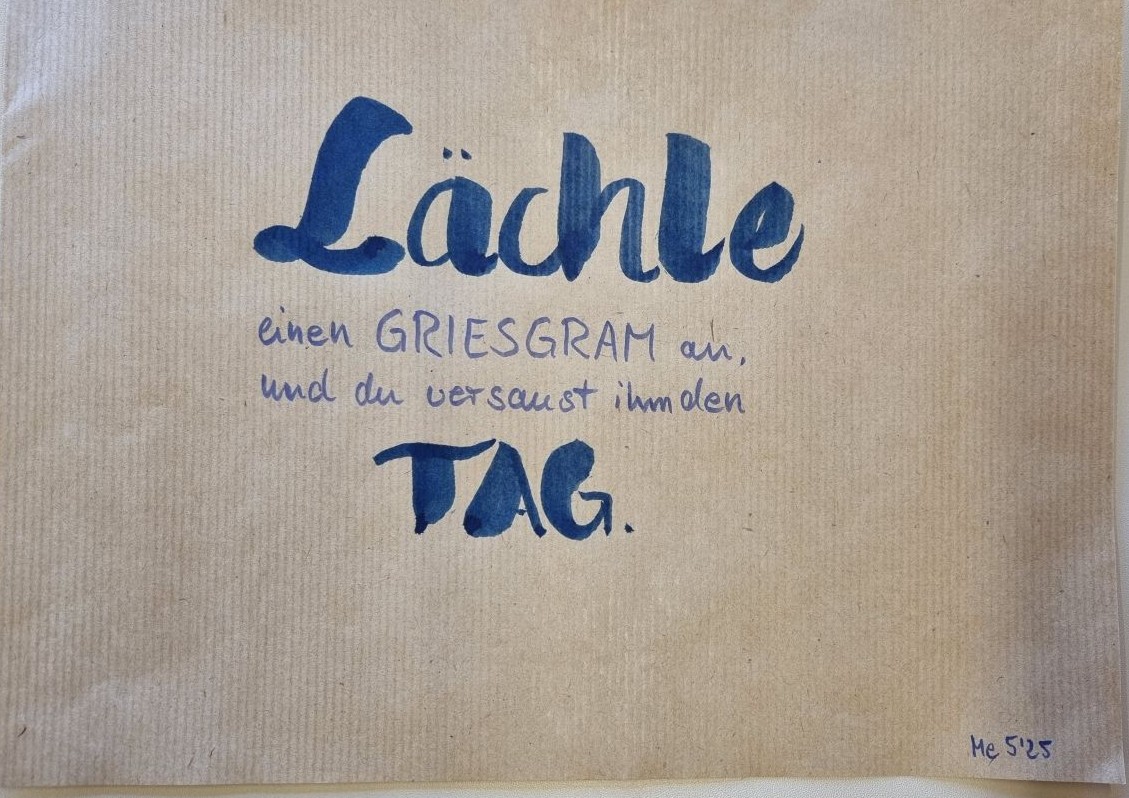 Lächle
einen GRIESGRAM an,
und du versaust ihm den
TAG.
Me 5'25